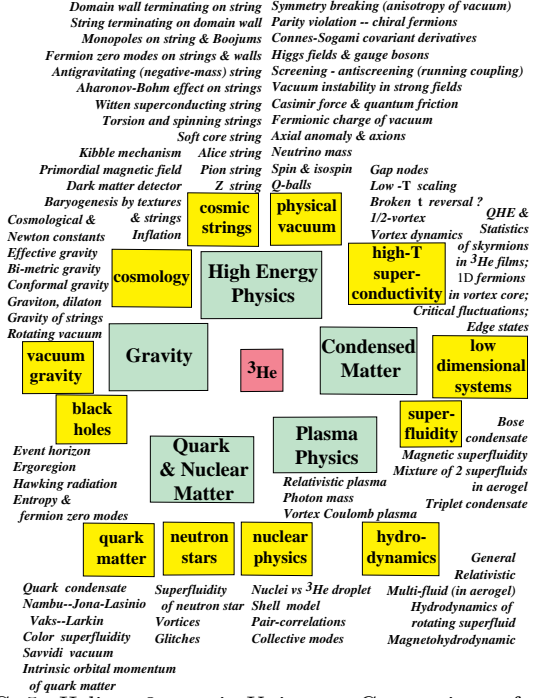 Domain wall terminating on string
String terminating on domain wall
Monopoles on string & Boojums
Fermion zero modes on strings & walls
Antigravitating (negative-mass) string
Aharonov-Bohm effect on strings
Witten superconducting string
Torsion and spinning strings
Soft core string
Alice string
Pion string
Z string
Symmetry breaking (anisotropy of vacuum)
Parity violation -- chiral fermions
Connes-Sogami covariant derivatives
Higgs fields & gauge bosons
Screening - antiscreening (running coupling)
Vacuum instability in strong fields
Casimir force & quantum friction
Fermionic charge of vacuum
Axial anomaly & axions
Neutrino mass
Spin & isospin
Q-balls
Kibble mechanism
Primordial magnetic field
Dark matter detector
Baryogenesis by textures
& strings
Inflation
cosmic
strings
physical
vacuum
Gap nodes
Low -T scaling
Broken t reversal ?
1/2-vortex
Vortex dynamics
Cosmological &
Newton constants
Effective gravity
Bi-metric gravity
Conformal gravity
Graviton, dilaton
Gravity of strings
Rotating vacuum
cosmology
High Energy
Physics
high-T
super-
conductivity
QHE &
Statistics
of skyrmions
in 3He films;
1D fermions
in vortex core;
Critical fluctuations;
Edge states
vacuum
gravity
Gravity
3He
Condensed
Matter
low
dimensional
systems
black
holes
super-
fluidity
Event horizon
Ergoregion
Hawking radiation
Entropy &
fermion zero modes
Quark
& Nuclear
Matter
Plasma
Physics
Relativistic plasma
Photon mass
Vortex Coulomb plasma
Bose
condensate
Magnetic superfluidity
Mixture of 2 superfluids
in aerogel
Triplet condensate
quark
matter
neutron
stars
nuclear
physics
hydro-
dynamics
Quark condensate
Nambu--Jona-Lasinio
Vaks--Larkin
Color superfluidity
Savvidi vacuum
Intrinsic orbital momentum
of quark matter
Superfluidity
of neutron star
Vortices
Glitches
Nuclei vs 3He droplet
Shell model
Pair-correlations
Collective modes
General
Relativistic
Multi-fluid (in aerogel)
Hydrodynamics of
rotating superfluid
Magnetohydrodynamic